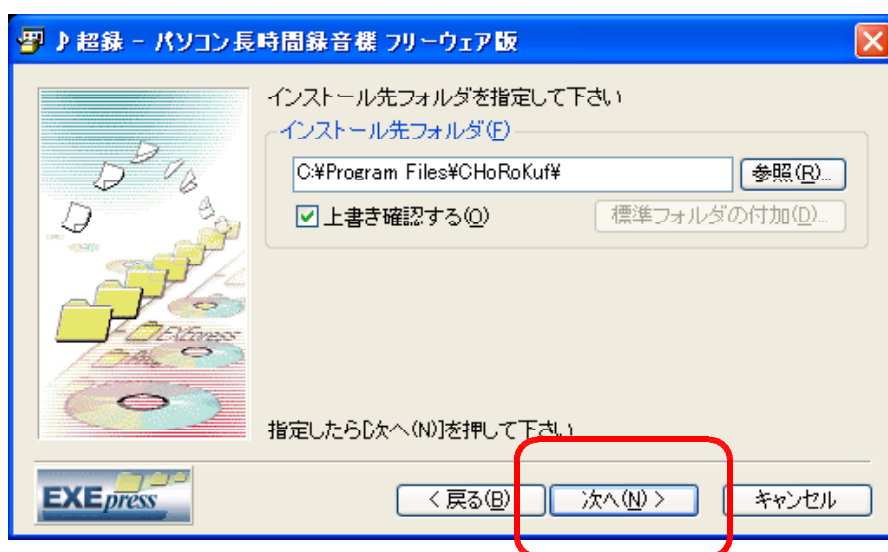 ♪超録 - パソコン長時間録音機 フリーウェア版
インストール先フォルダを指定して下さい
インストール先フォルダ(F)
C:¥Program Files¥CHoRoKuf¥
参照(R)...
上書き確認する(O)
標準フォルダの付加(D)...
EXEpress
指定したら[次へ(N)]を押して下さい
EXEpress
< 戻る(B)
次へ(N) >
キャンセル